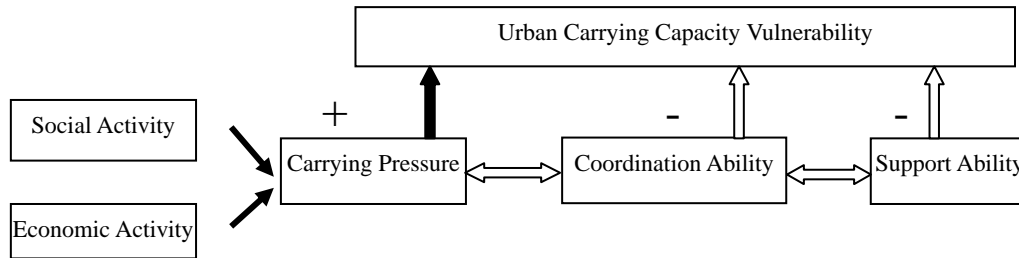 Urban Carrying Capacity Vulnerability
+
-
-
Social Activity
Carrying Pressure
Coordination Ability
Support Ability
Economic Activity